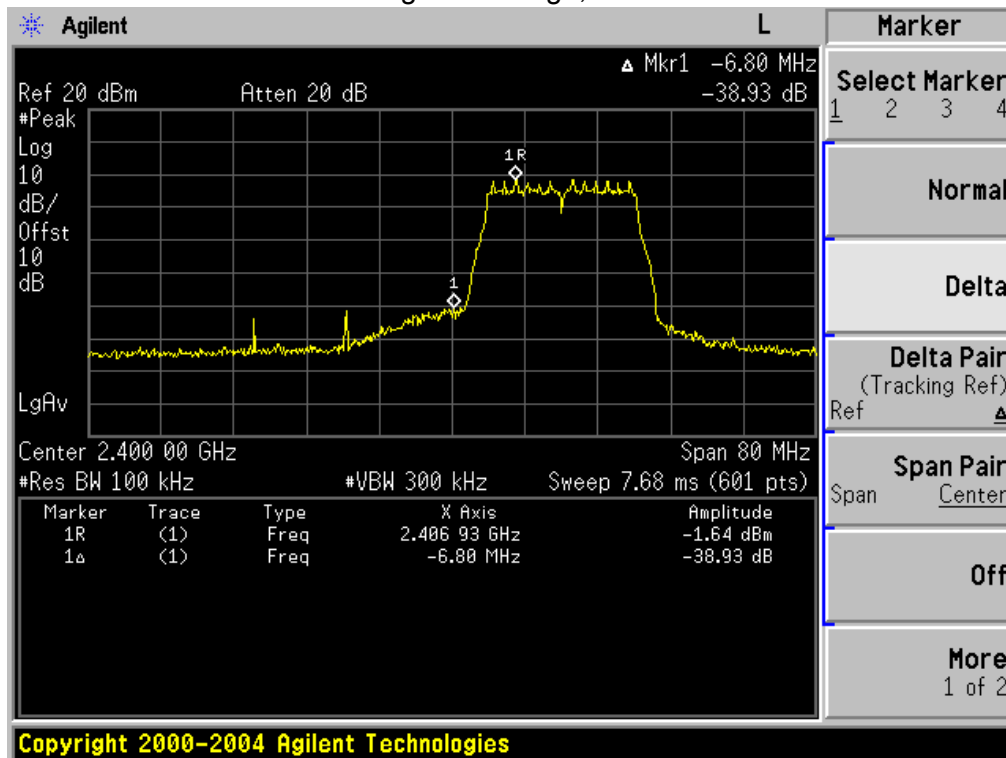 Agilent L Marker
Δ Mkr1 -6.80 MHz
Ref 20 dBm Atten 20 dB -38.93 dB
#Peak
Log
10
dB/
Offst
10
dB
1R
1
LgAv
Center 2.400 00 GHz Span 80 MHz
#Res BW 100 kHz #VBW 300 kHz Sweep 7.68 ms (601 pts)
Marker Trace Type X Axis Amplitude
1R (1) Freq 2.406 93 GHz -1.64 dBm
1Δ (1) Freq -6.80 MHz -38.93 dB
Select Marker
1 2 3 4
Normal
Delta
Delta Pair
(Tracking Ref)
Ref Δ
Span Pair
Span Center
Off
More
1 of 2
Copyright 2000-2004 Agilent Technologies